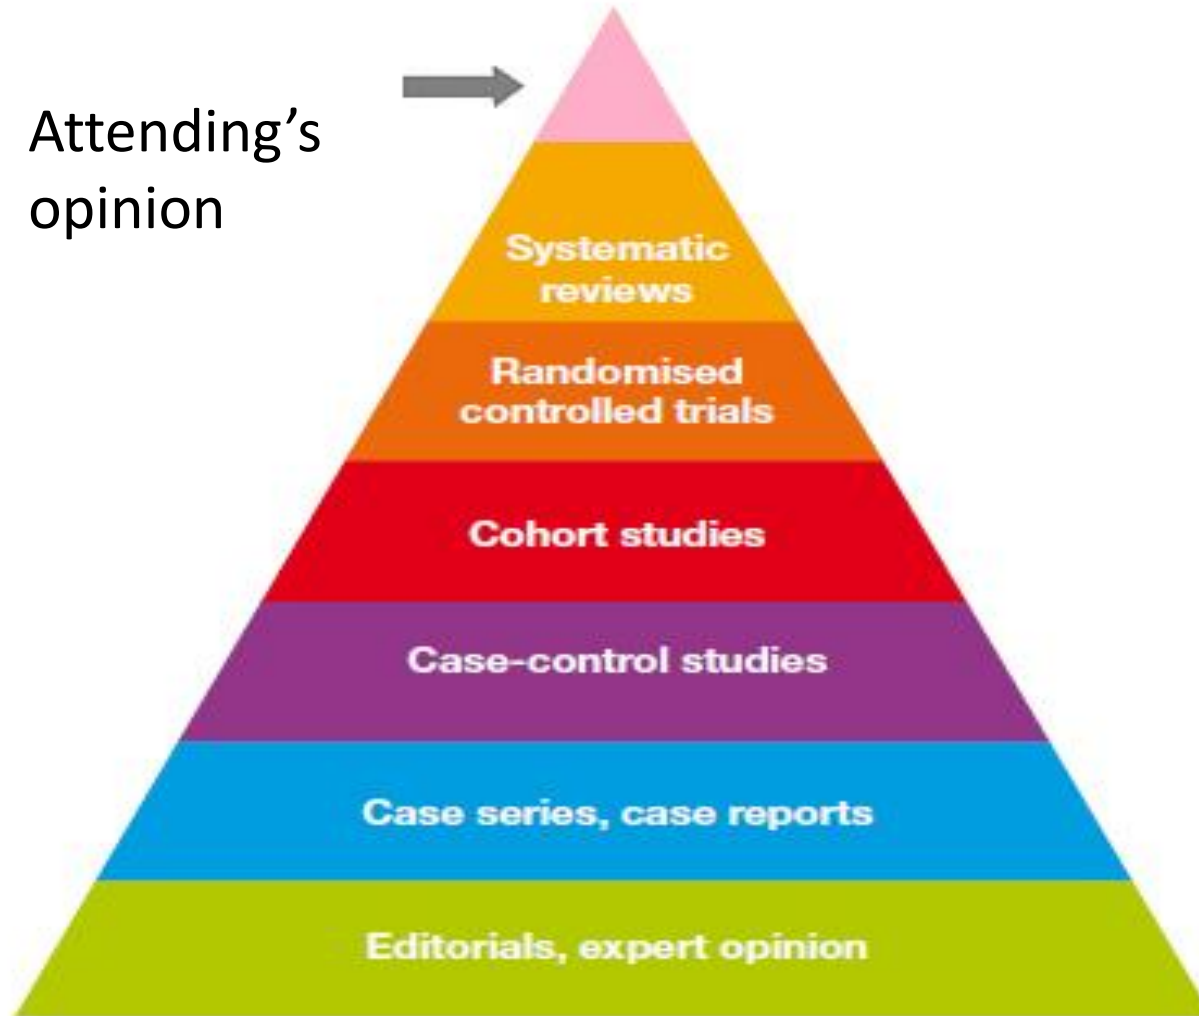 Attending’s
opinion
Systematic
reviews
Randomised
controlled trials
Cohort studies
Case-control studies
Case series, case reports
Editorials, expert opinion